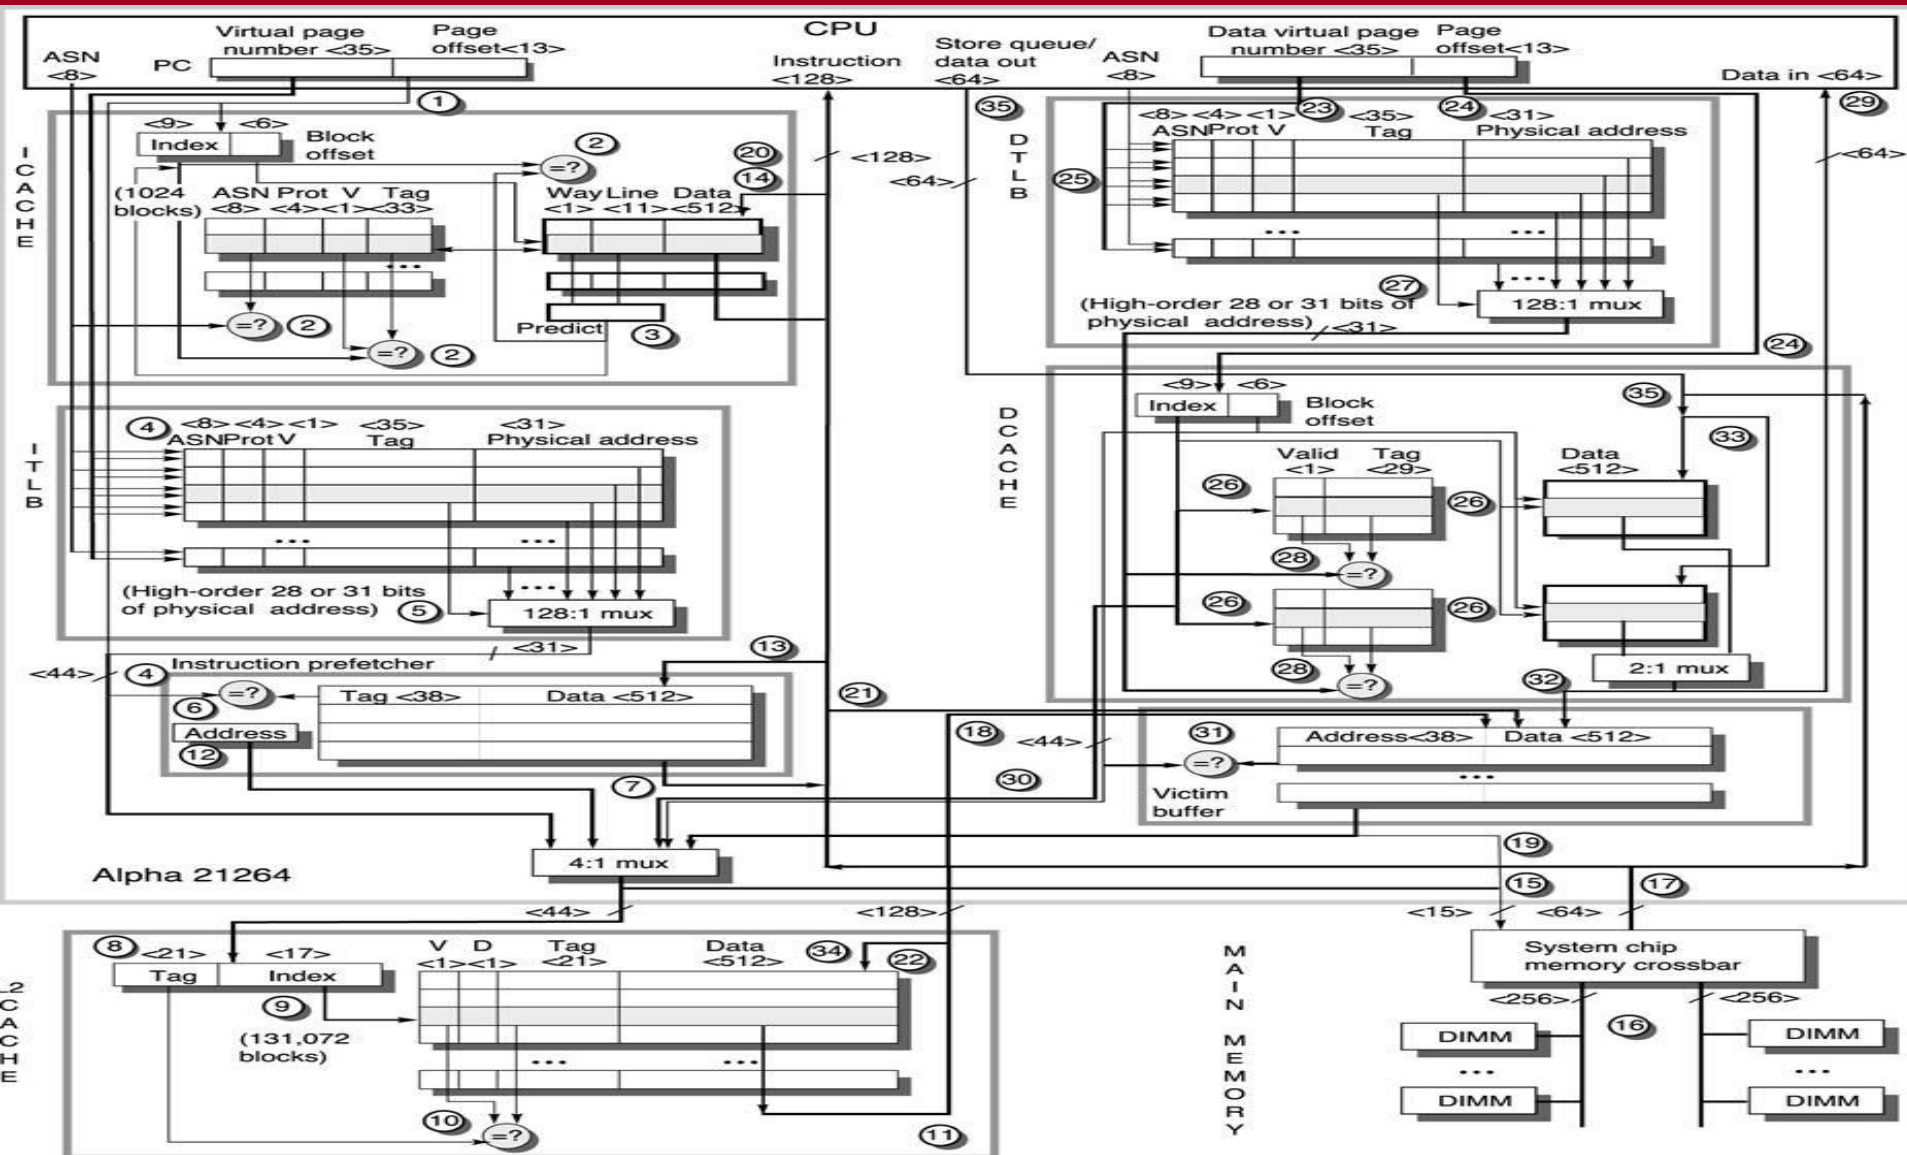 CPU
ASN
<8>
PC
Virtual page
number <35>
Page
offset<13>
Instruction
<128>
Store queue/
data out
<64>
ASN
<8>
Data virtual page
number <35>
Page
offset<13>
Data in <64>
1
ICACHE
<9> <6>
Index
Block
offset
=?
2
(1024
blocks)
ASN Prot V Tag
<8> <4> <1> <33>
Way Line Data
<1> <11> <512>
20
14
<128>
=?
2
=?
2
Predict
3
35
<64>
DTLB
23
24
<8> <4> <1> <35> <31>
ASN Prot V Tag Physical address
25
29
<64>
27
(High-order 28 or 31 bits of
physical address)
<31>
128:1 mux
24
ITLB
4
<8> <4> <1> <35> <31>
ASN Prot V Tag Physical address
(High-order 28 or 31 bits
of physical address)
5
128:1 mux
<31>
DCACHE
<9> <6>
Index
Block
offset
35
33
Valid Tag
<1> <29>
Data
<512>
26
26
28
=?
26
26
28
=?
2:1 mux
32
<44>
4
Instruction prefetcher
13
=?
6
Tag <38> Data <512>
Address
12
7
21
18
<44>
30
31
=?
Address<38> Data <512>
Victim
buffer
4:1 mux
Alpha 21264
19
15
17
<44>
<128>
<15>
<64>
L2 CACHE
8
<21> <17>
Tag Index
9
(131,072
blocks)
V D Tag Data
<1> <1> <21> <512>
34
22
10
=?
11
MAIN MEMORY
System chip
memory crossbar
<256>
<256>
16
DIMM
DIMM
DIMM
DIMM